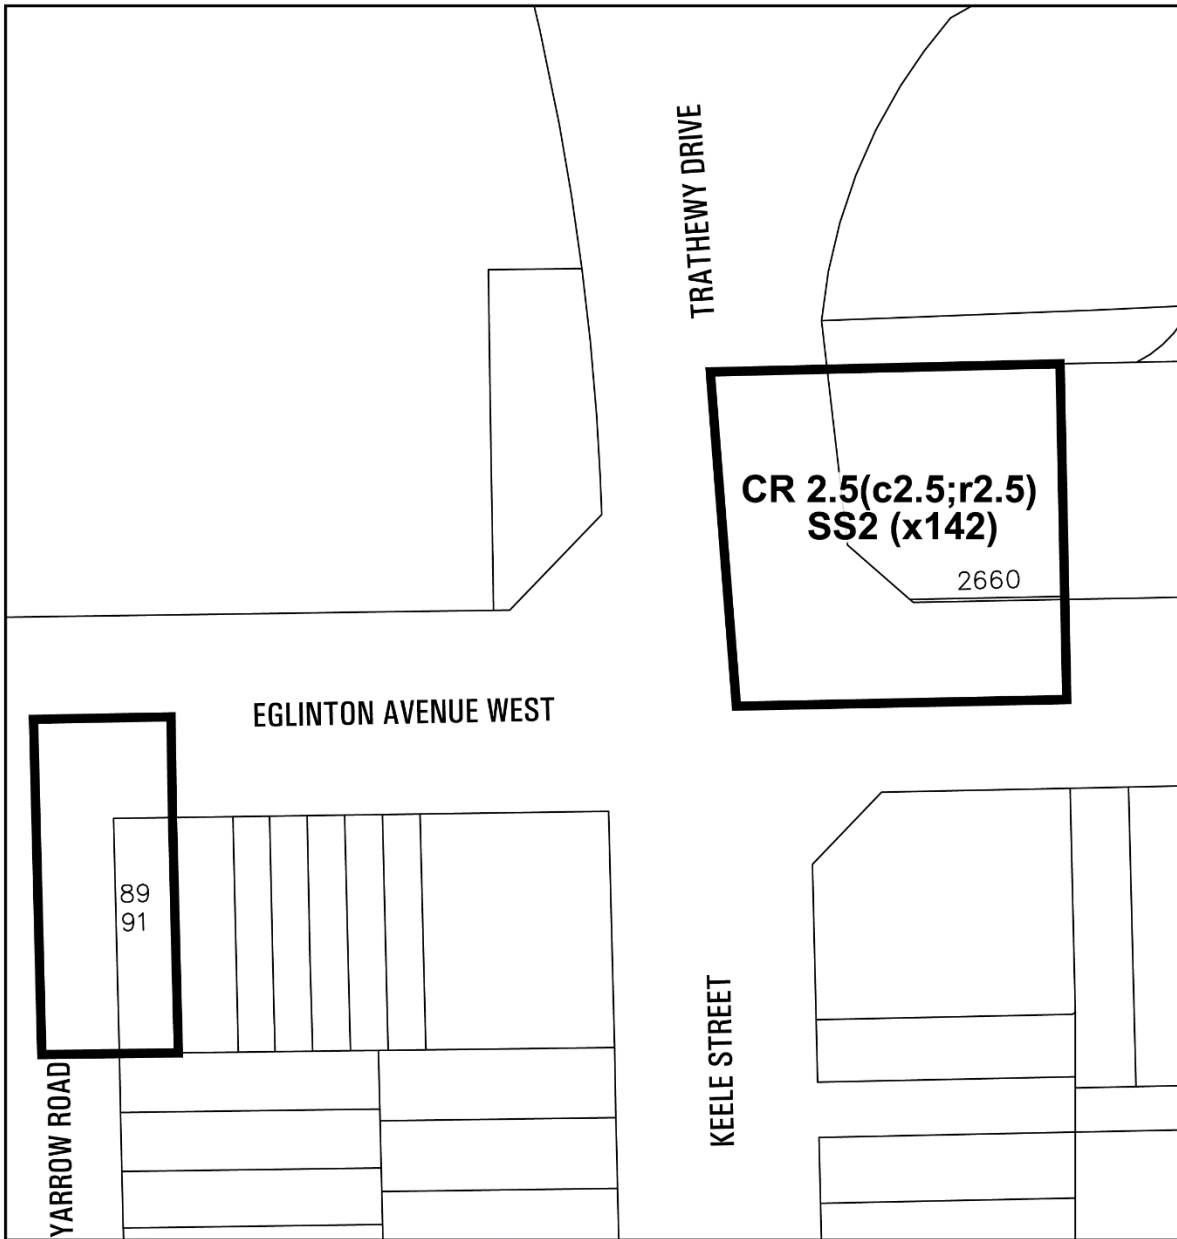 TRATHEWY DRIVE
CR 2.5(c2.5;r2.5)
SS2 (x142)
2660
EGLINTON AVENUE WEST
89
91
KEELE STREET
YARROW ROAD